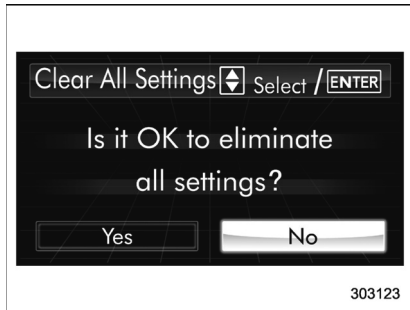 Clear All Settings Select / ENTER
Is it OK to eliminate
all settings?
Yes No
303123